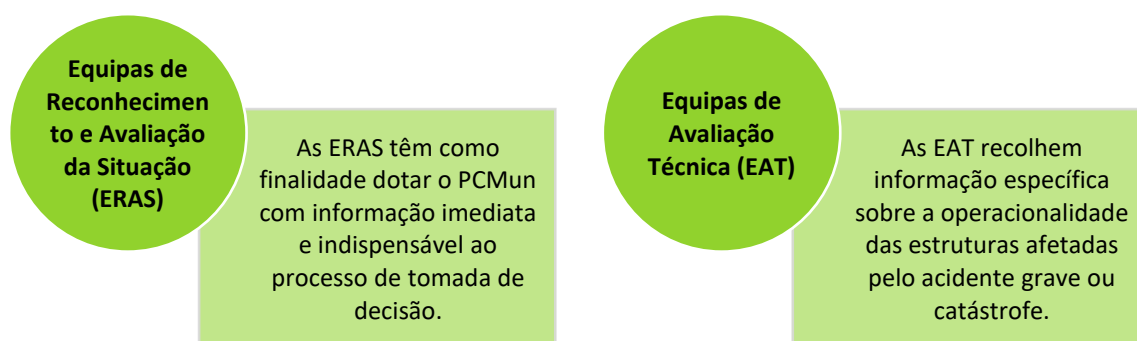 Equipas de
Reconhecimen
to e Avaliação
da Situação
(ERAS)
As ERAS têm como
finalidade dotar o PCMun
com informação imediata
e indispensável ao
processo de tomada de
decisão.
Equipas de
Avaliação
Técnica (EAT)
As EAT recolhem
informação específica
sobre a operacionalidade
das estruturas afetadas
pelo acidente grave ou
catástrofe.